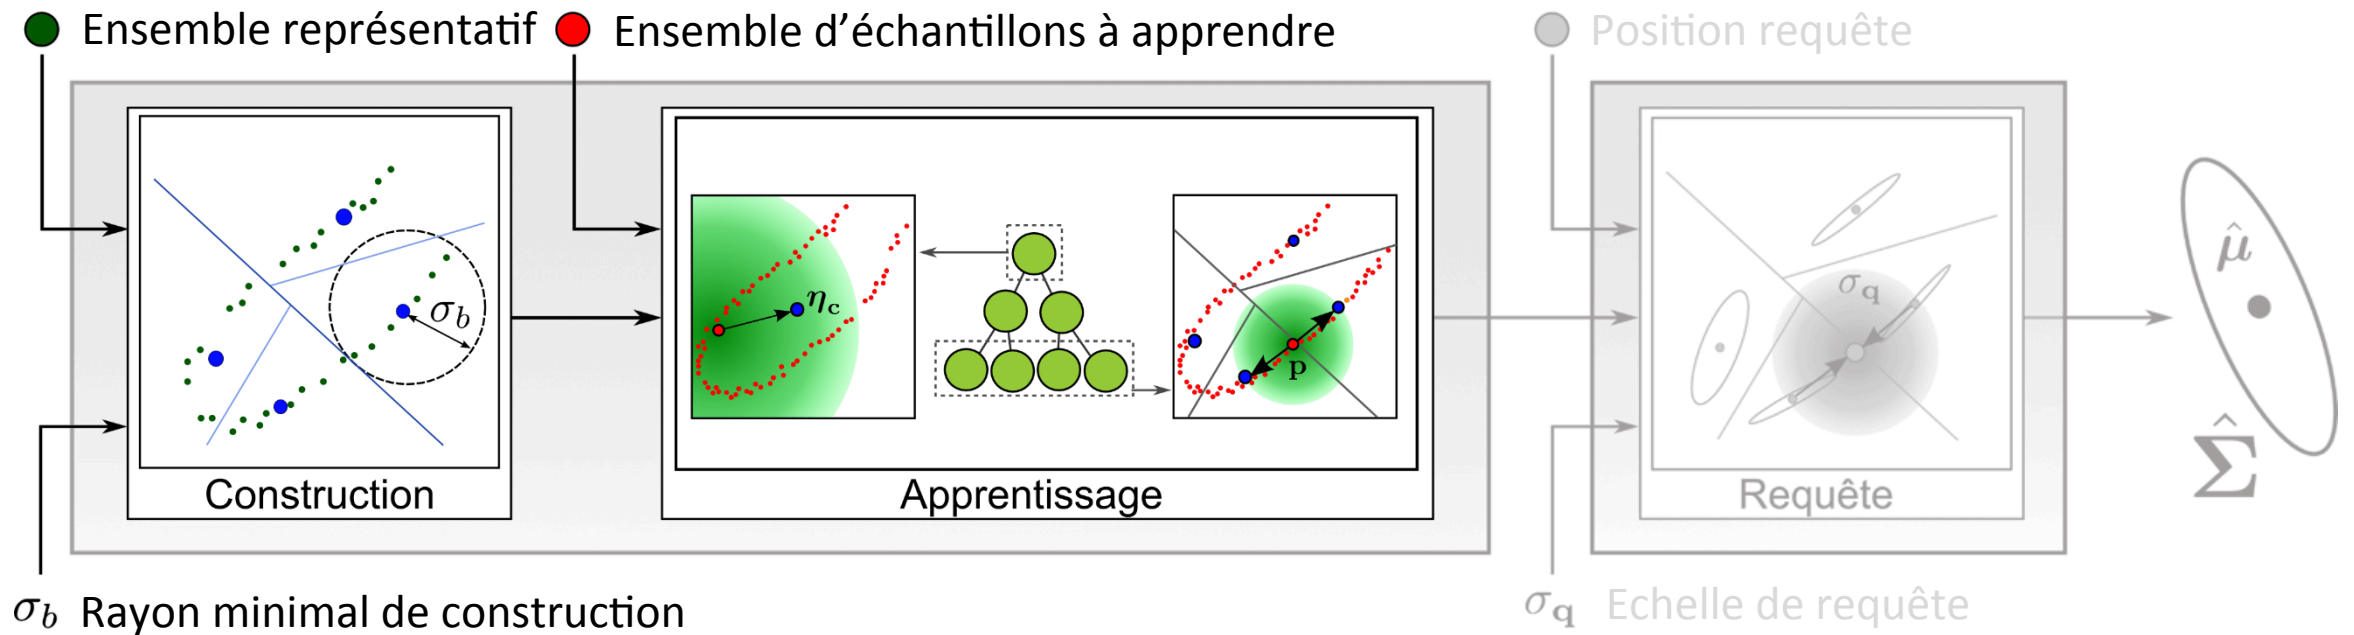 Ensemble représentatif
Ensemble d'échantillons à apprendre
Position requête
σb
ηc
p
σq
μ̂
Σ̂
Construction
Apprentissage
Requête
σb Rayon minimal de construction
σq Echelle de requête